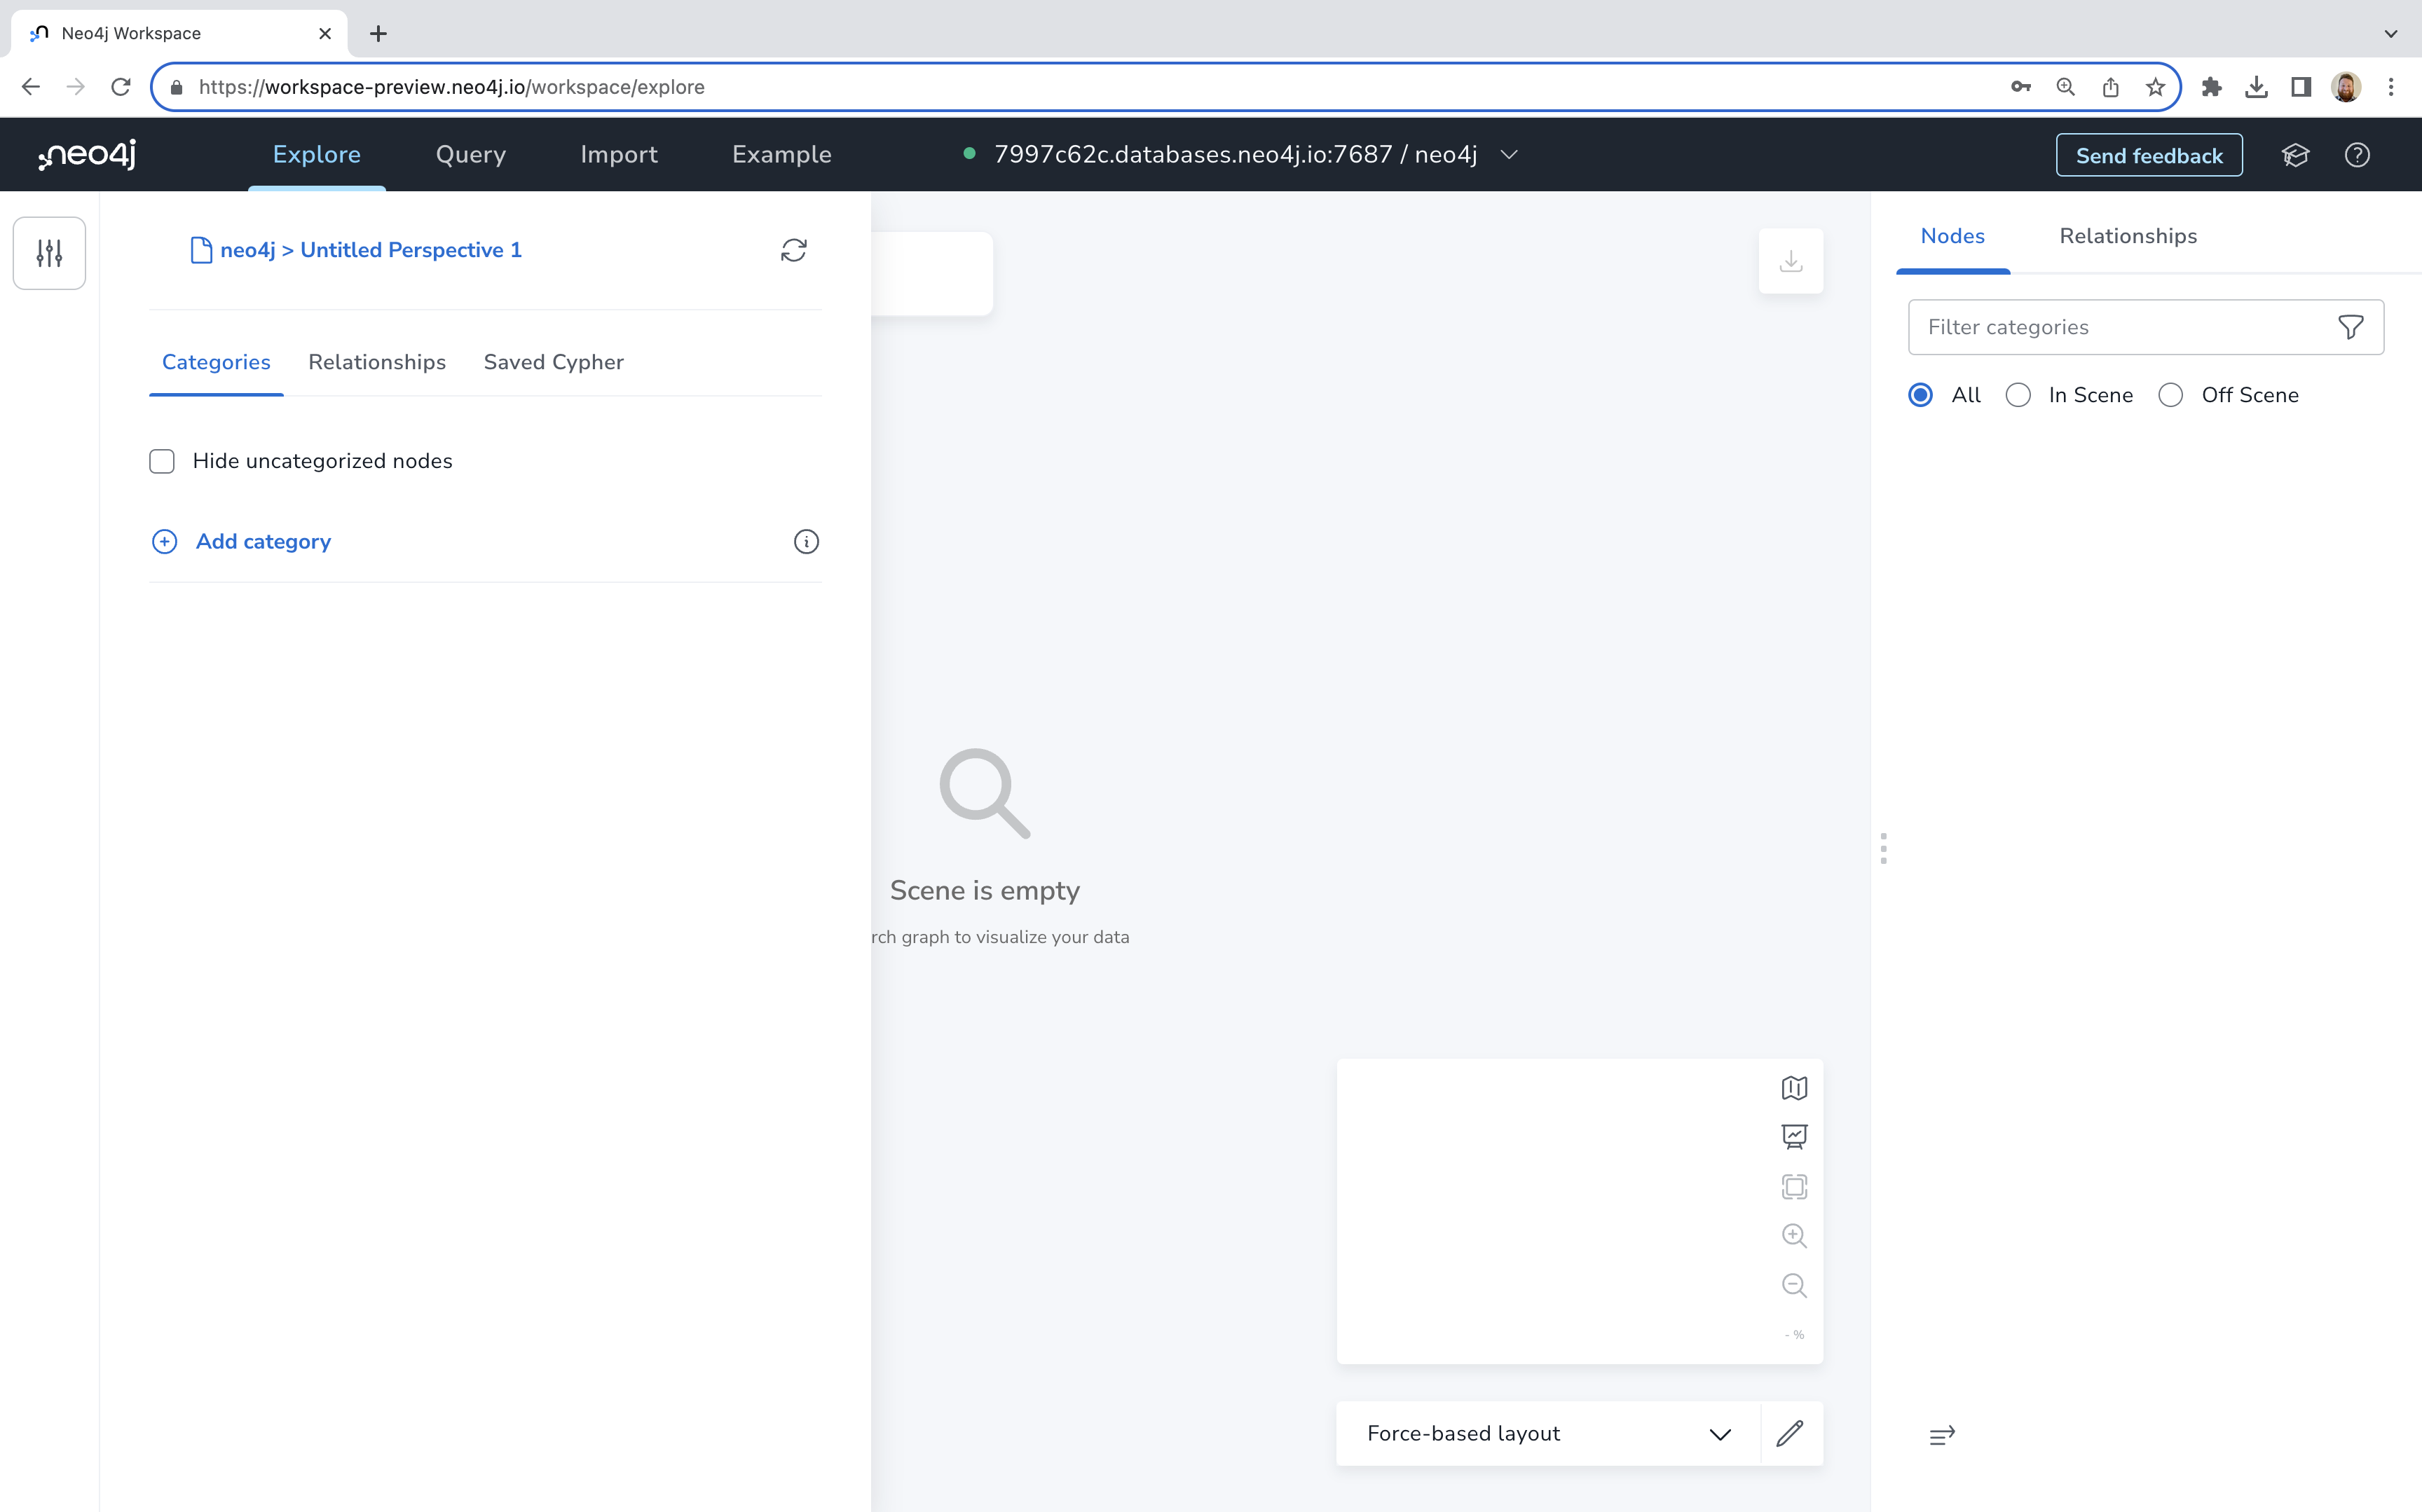 Neo4j Workspace
https://workspace-preview.neo4j.io/workspace/explore
neo4j
Explore Query Import Example
7997c62c.databases.neo4j.io:7687 / neo4j
Send feedback
neo4j > Untitled Perspective 1
Categories Relationships Saved Cypher
Hide uncategorized nodes
Add category
Scene is empty
rch graph to visualize your data
- %
Force-based layout
Nodes Relationships
Filter categories
All In Scene Off Scene